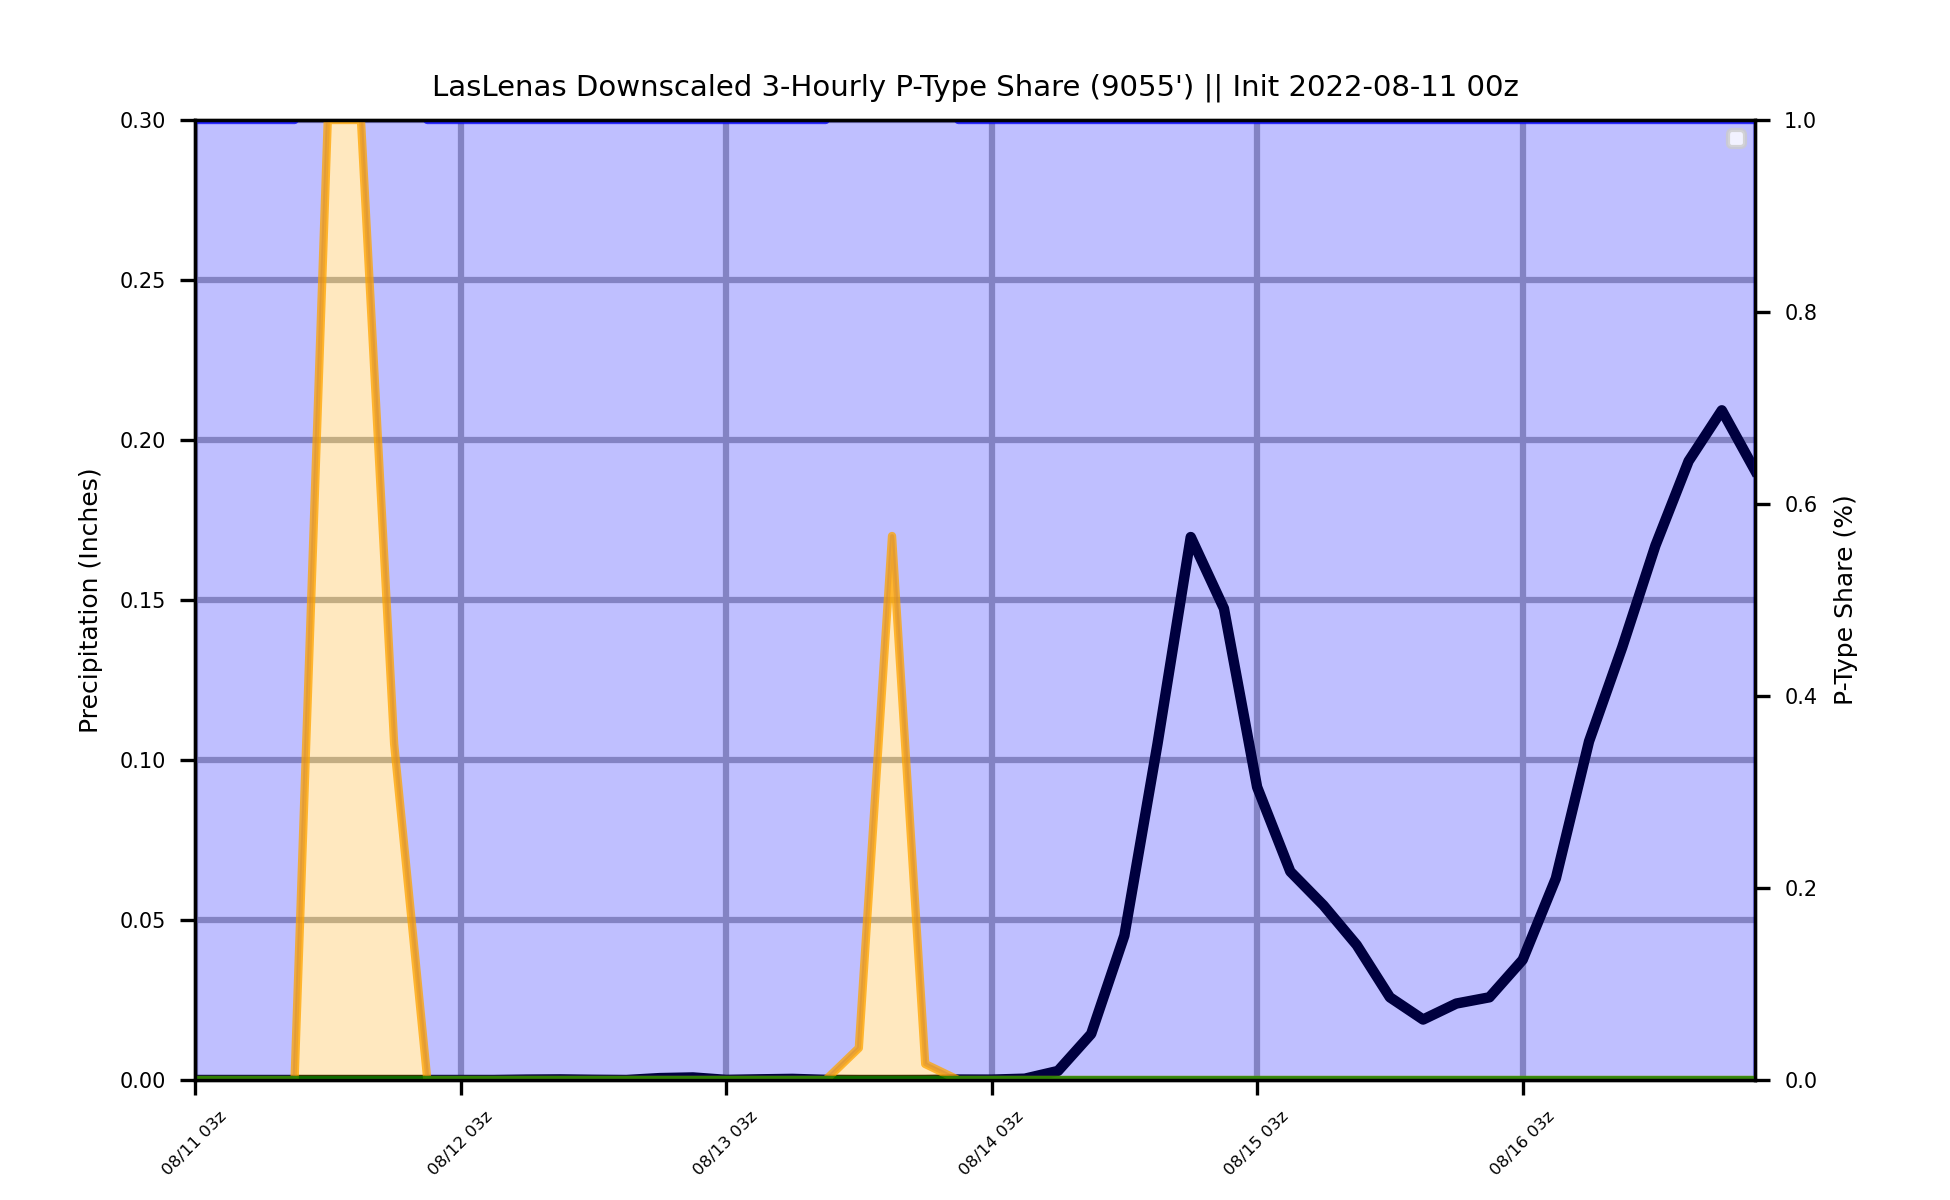 LasLenas Downscaled 3-Hourly P-Type Share (9055') || Init 2022-08-11 00z
0.30
0.25
0.20
0.15
0.10
0.05
0.00
Precipitation (Inches)
1.0
0.8
0.6
0.4
0.2
0.0
P-Type Share (%)
08/11 03z
08/12 03z
08/13 03z
08/14 03z
08/15 03z
08/16 03z